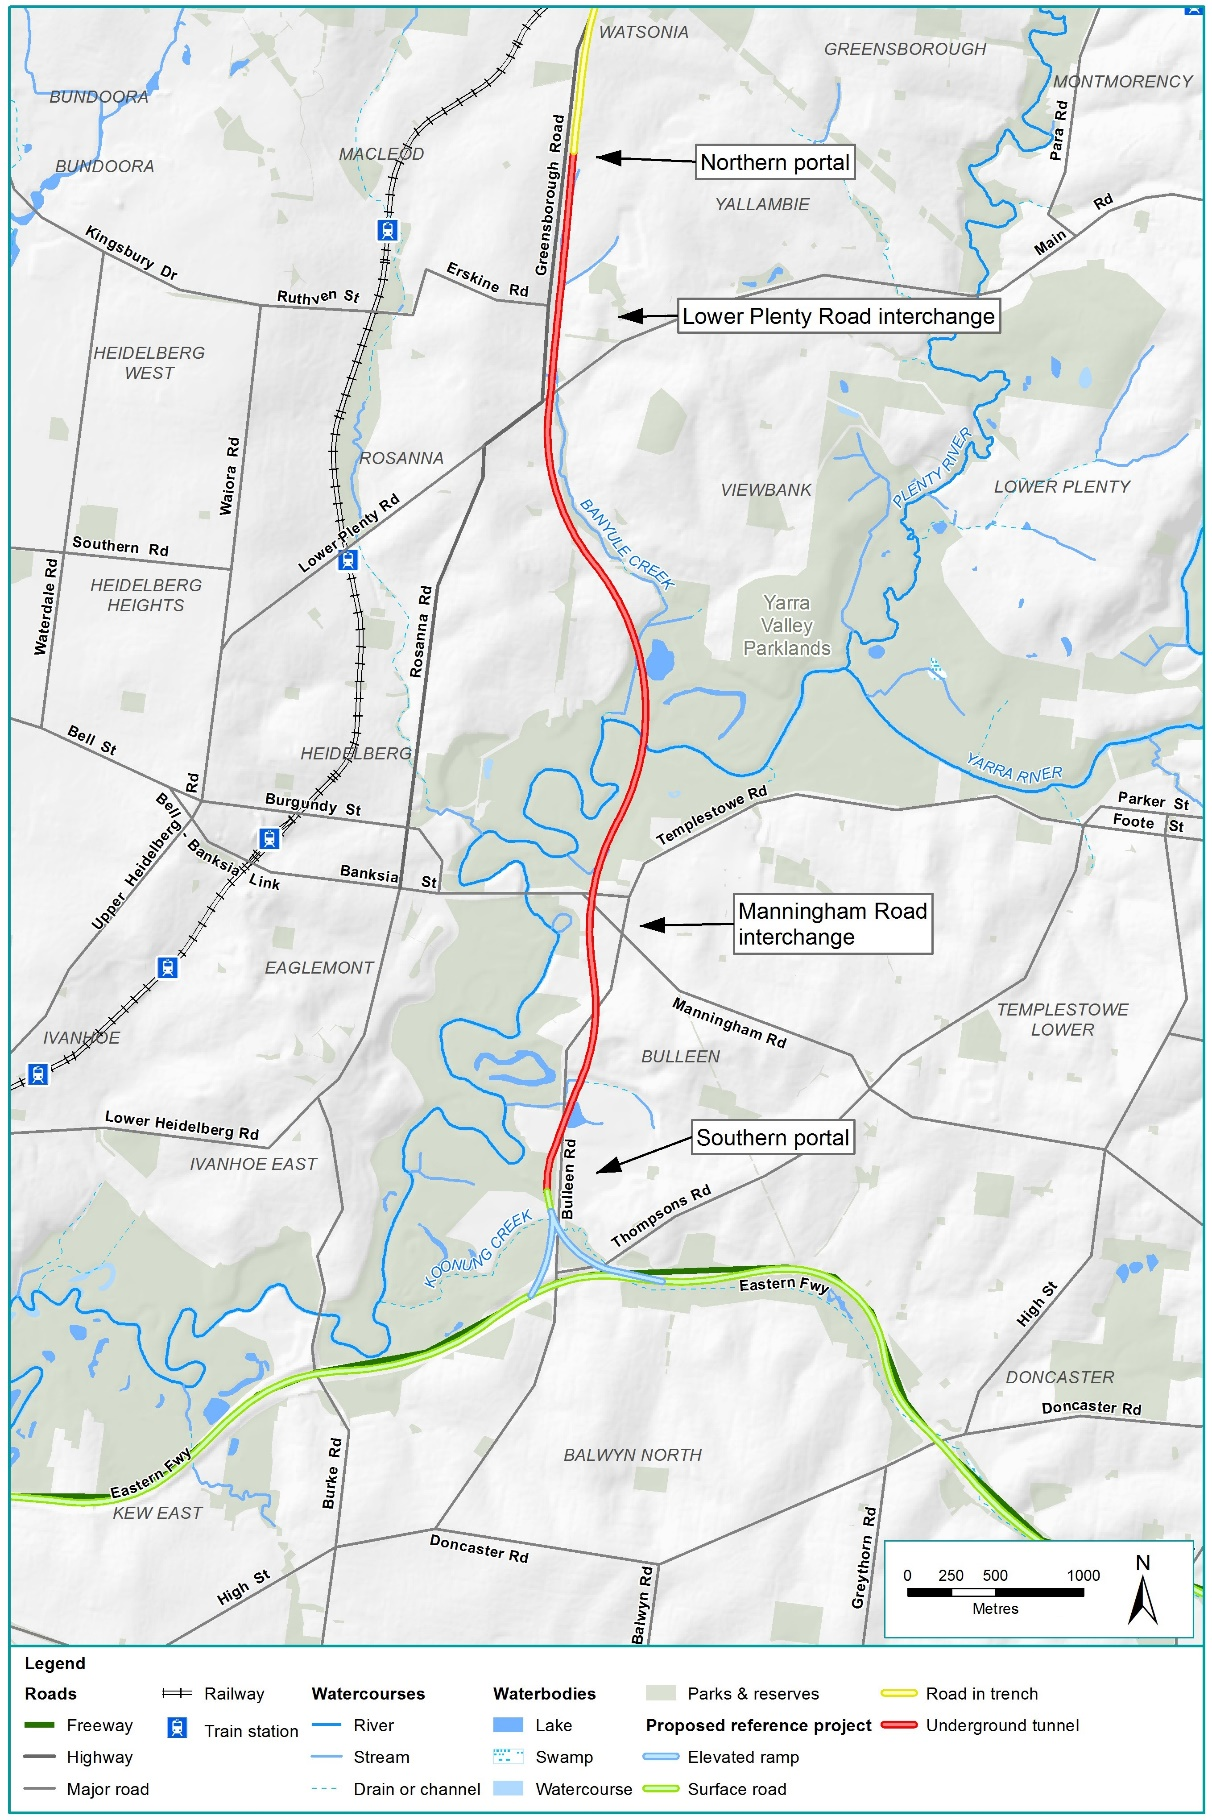 WATSONIA
GREENSBOROUGH
MONTMORENCY
BUNDOORA
Para Rd
Greensborough Road
MACLEOD
BUNDOORA
Northern portal
YALLAMBIE
Main Rd
Kingsbury Dr
Erskine Rd
Ruthven St
Lower Plenty Road interchange
HEIDELBERG
WEST
ROSANNA
Waiora Rd
PLENTY RIVER
VIEWBANK
LOWER PLENTY
Lower Plenty Rd
BANYULE CREEK
Southern Rd
Waterdale Rd
HEIDELBERG
HEIGHTS
Rosanna Rd
Yarra
Valley
Parklands
Bell St
HEIDELBERG
YARRA RIVER
Templestowe Rd
Parker St
Foote St
Burgundy St
Upper Heidelberg Rd
Bell - Banksia Link
Banksia St
Manningham Road
interchange
EAGLEMONT
IVANHOE
Manningham Rd
TEMPLESTOWE
LOWER
BULLEEN
Lower Heidelberg Rd
Southern portal
IVANHOE EAST
Bulleen Rd
Thompsons Rd
KOONUNG CREEK
Eastern Fwy
High St
DONCASTER
Doncaster Rd
BALWYN NORTH
Eastern Fwy
Burke Rd
KEW EAST
Doncaster Rd
Greythorn Rd
High St
Balwyn Rd
0 250 500 1000
Metres
N
Legend
Roads
Freeway
Highway
Major road
Railway
Train station
Watercourses
River
Stream
Drain or channel
Waterbodies
Lake
Swamp
Watercourse
Parks & reserves
Proposed reference project
Elevated ramp
Surface road
Road in trench
Underground tunnel